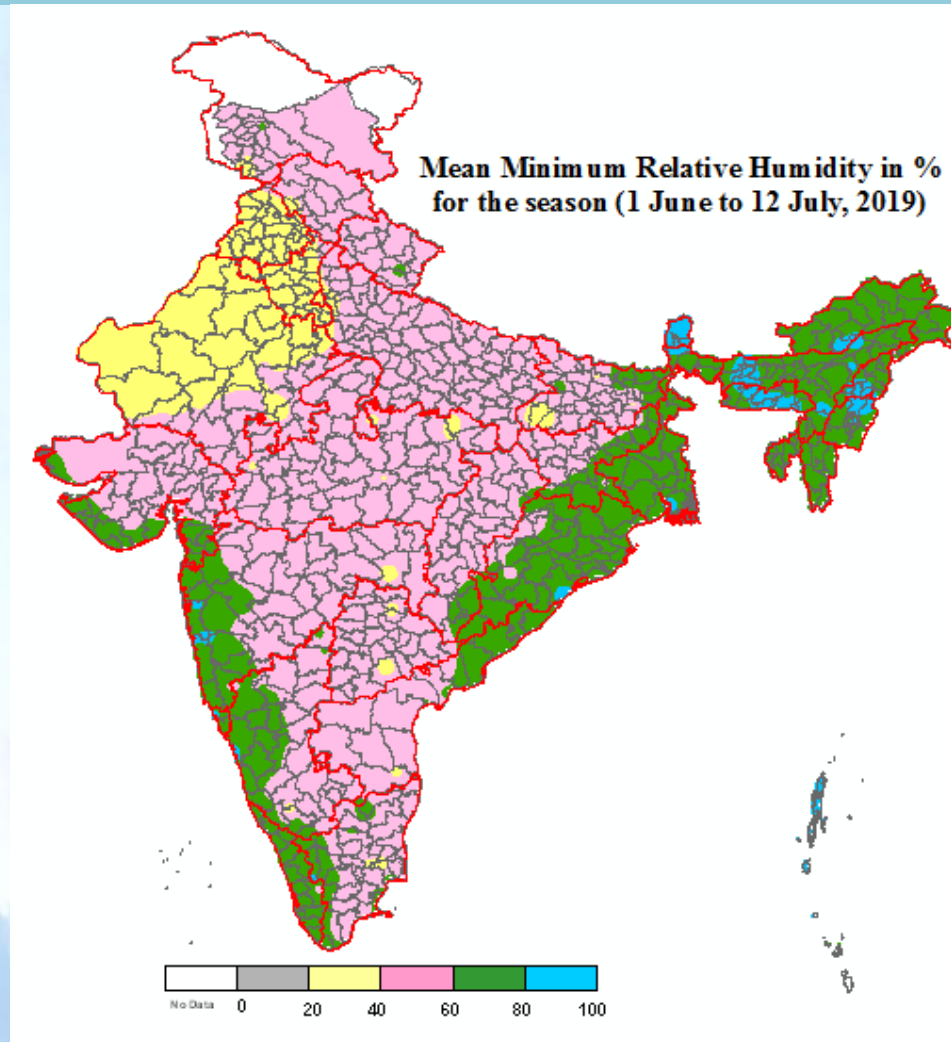 Mean Minimum Relative Humidity in %
for the season (1 June to 12 July, 2019)
No Data 0 20 40 60 80 100